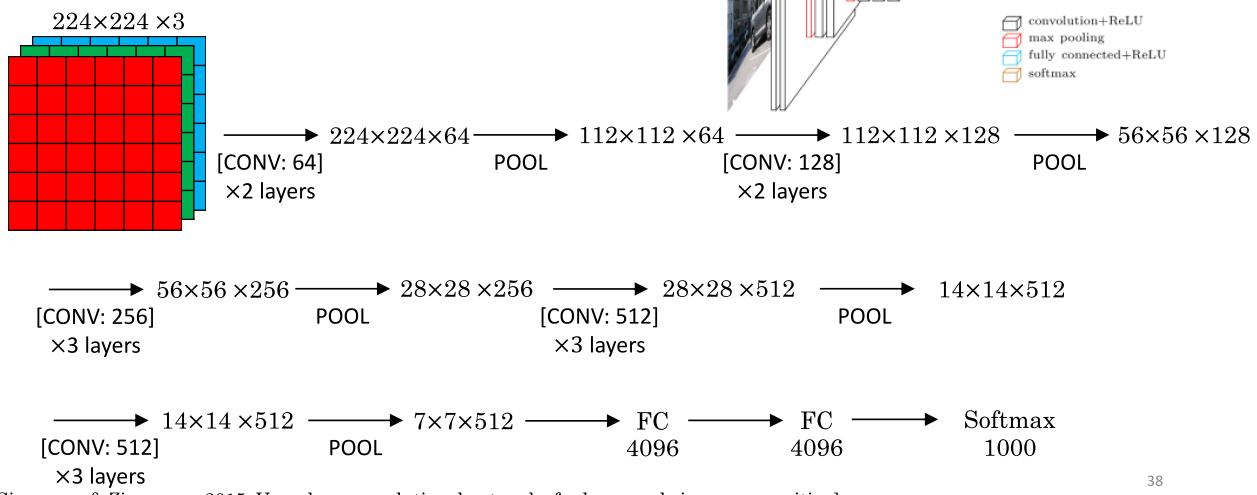 224×224 ×3
convolution+ReLU
max pooling
fully connected+ReLU
softmax
224×224×64
112×112 ×64
112×112 ×128
56×56 ×128
[CONV: 64]
×2 layers
POOL
[CONV: 128]
×2 layers
POOL
56×56 ×256
28×28 ×256
28×28 ×512
14×14×512
[CONV: 256]
×3 layers
POOL
[CONV: 512]
×3 layers
POOL
14×14 ×512
7×7×512
FC
4096
FC
4096
Softmax
1000
[CONV: 512]
×3 layers
POOL
38